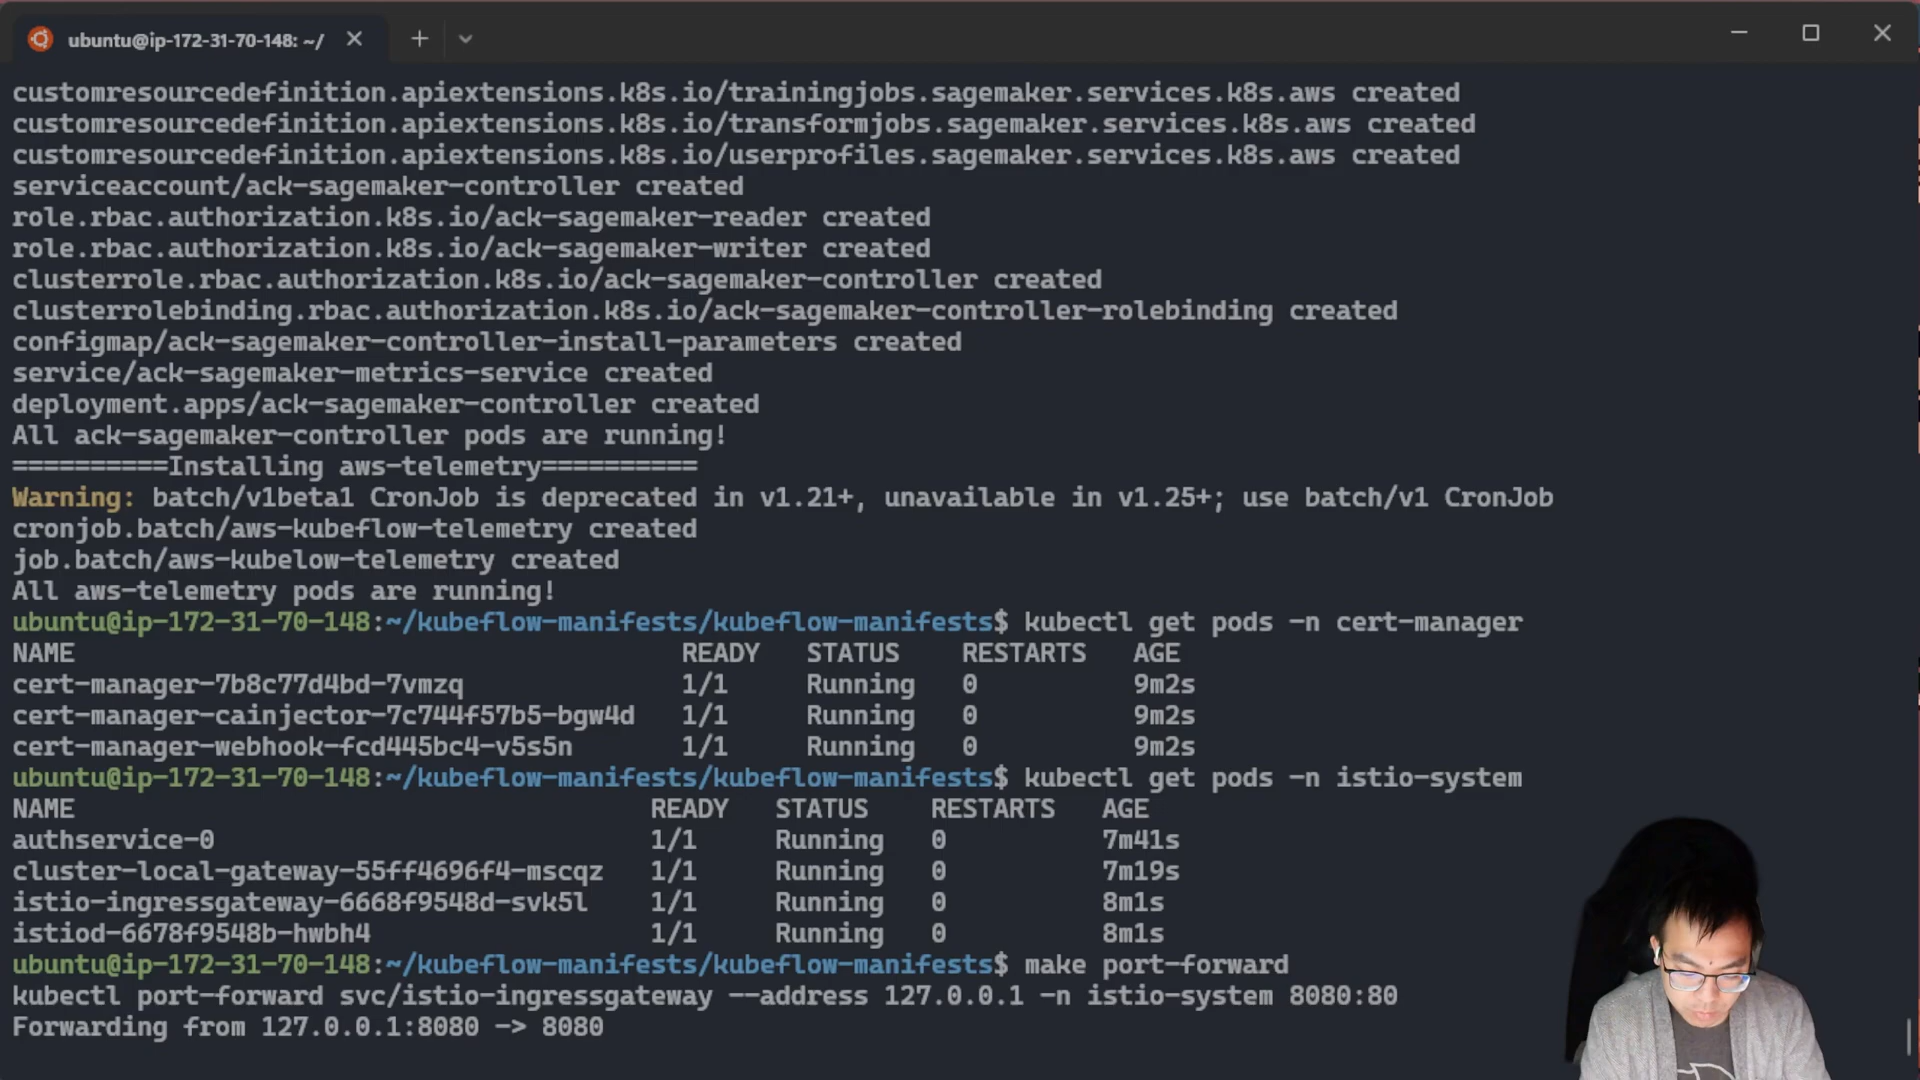 ubuntu@ip-172-31-70-148: ~/
customresourcedefinition.apiextensions.k8s.io/trainingjobs.sagemaker.services.k8s.aws created
customresourcedefinition.apiextensions.k8s.io/transformjobs.sagemaker.services.k8s.aws created
customresourcedefinition.apiextensions.k8s.io/userprofiles.sagemaker.services.k8s.aws created
serviceaccount/ack-sagemaker-controller created
role.rbac.authorization.k8s.io/ack-sagemaker-reader created
role.rbac.authorization.k8s.io/ack-sagemaker-writer created
clusterrole.rbac.authorization.k8s.io/ack-sagemaker-controller created
clusterrolebinding.rbac.authorization.k8s.io/ack-sagemaker-controller-rolebinding created
configmap/ack-sagemaker-controller-install-parameters created
service/ack-sagemaker-metrics-service created
deployment.apps/ack-sagemaker-controller created
All ack-sagemaker-controller pods are running!
==========Installing aws-telemetry==========
Warning: batch/v1beta1 CronJob is deprecated in v1.21+, unavailable in v1.25+; use batch/v1 CronJob
cronjob.batch/aws-kubeflow-telemetry created
job.batch/aws-kubelow-telemetry created
All aws-telemetry pods are running!
ubuntu@ip-172-31-70-148:~/kubeflow-manifests/kubeflow-manifests$ kubectl get pods -n cert-manager
NAME READY STATUS RESTARTS AGE
cert-manager-7b8c77d4bd-7vmzq 1/1 Running 0 9m2s
cert-manager-cainjector-7c744f57b5-bgw4d 1/1 Running 0 9m2s
cert-manager-webhook-fcd445bc4-v5s5n 1/1 Running 0 9m2s
ubuntu@ip-172-31-70-148:~/kubeflow-manifests/kubeflow-manifests$ kubectl get pods -n istio-system
NAME READY STATUS RESTARTS AGE
authservice-0 1/1 Running 0 7m41s
cluster-local-gateway-55ff4696f4-mscqz 1/1 Running 0 7m19s
istio-ingressgateway-6668f9548d-svk5l 1/1 Running 0 8m1s
istiod-6678f9548b-hwbh4 1/1 Running 0 8m1s
ubuntu@ip-172-31-70-148:~/kubeflow-manifests/kubeflow-manifests$ make port-forward
kubectl port-forward svc/istio-ingressgateway --address 127.0.0.1 -n istio-system 8080:80
Forwarding from 127.0.0.1:8080 -> 8080